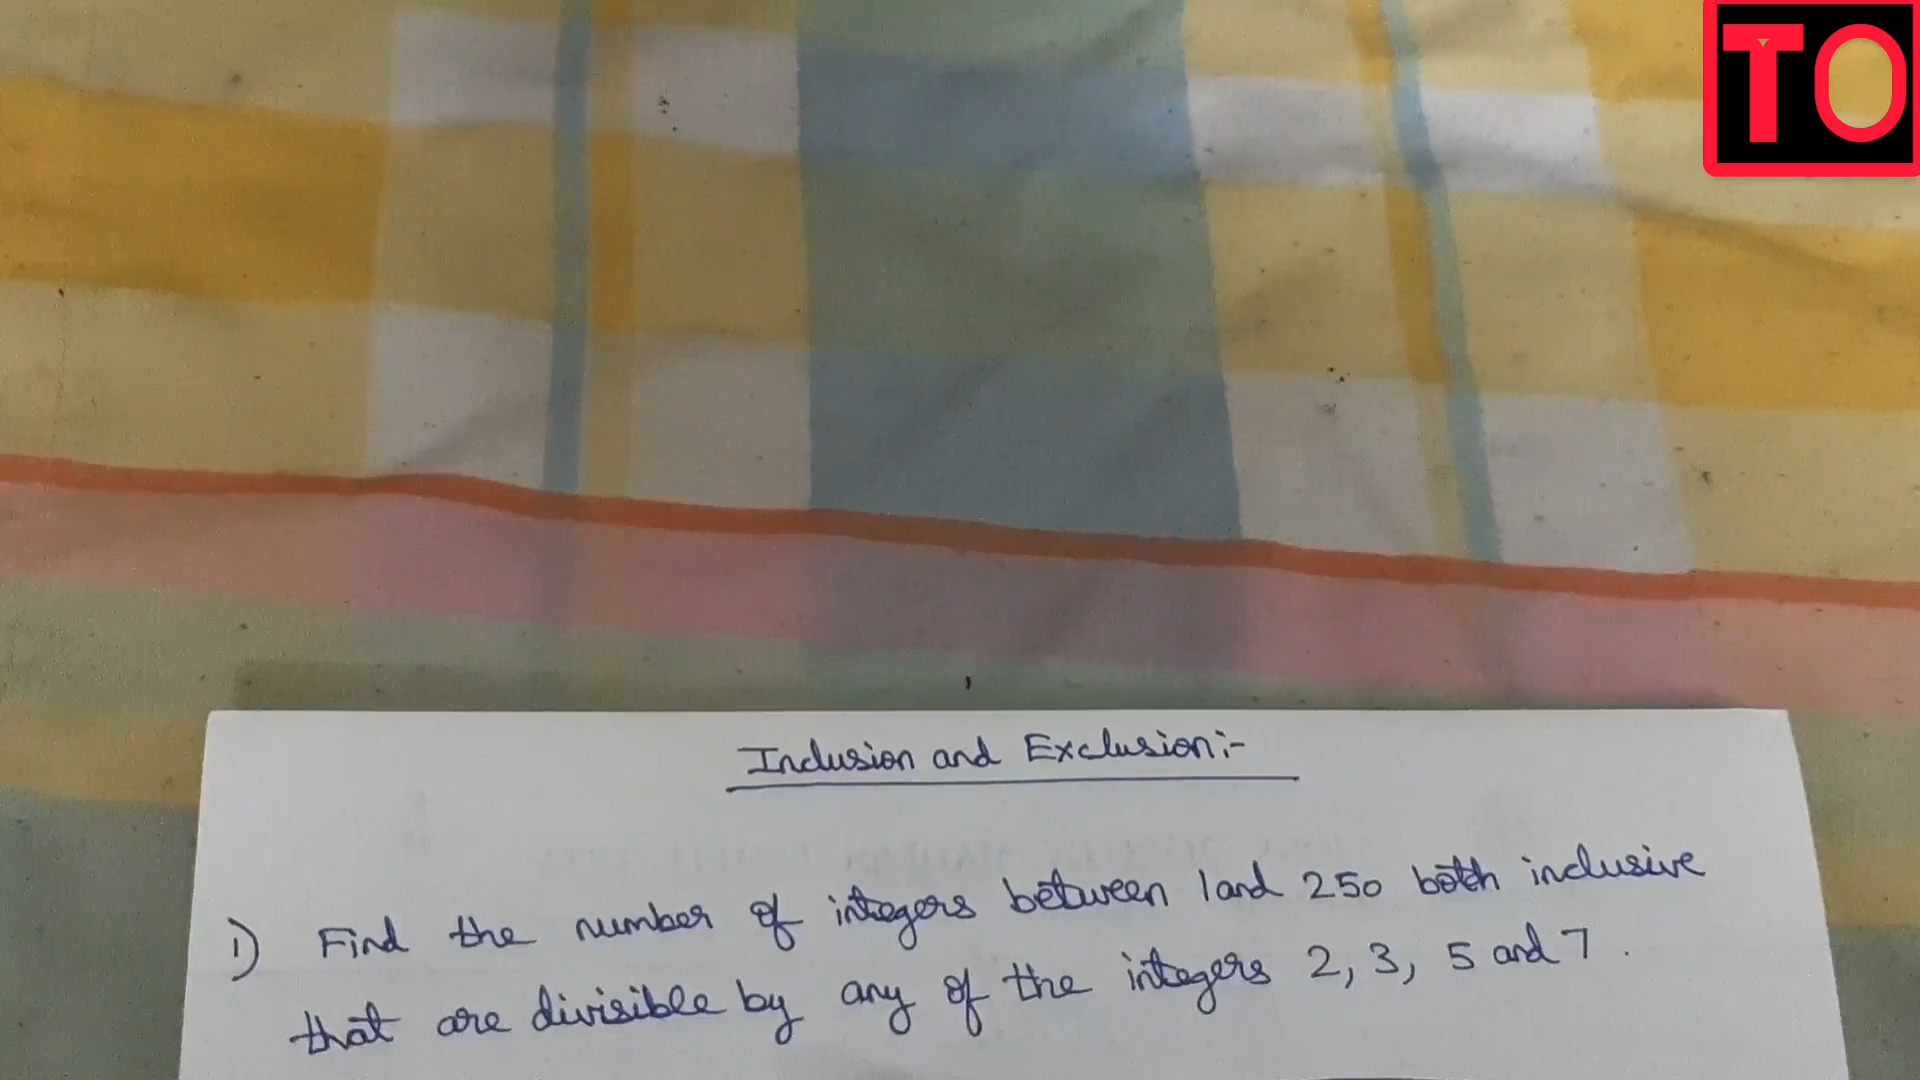 TO
Inclusion and Exclusion:-
1) Find the number of integers between 1 and 250 both inclusive
that are divisible by any of the integers 2, 3, 5 and 7.